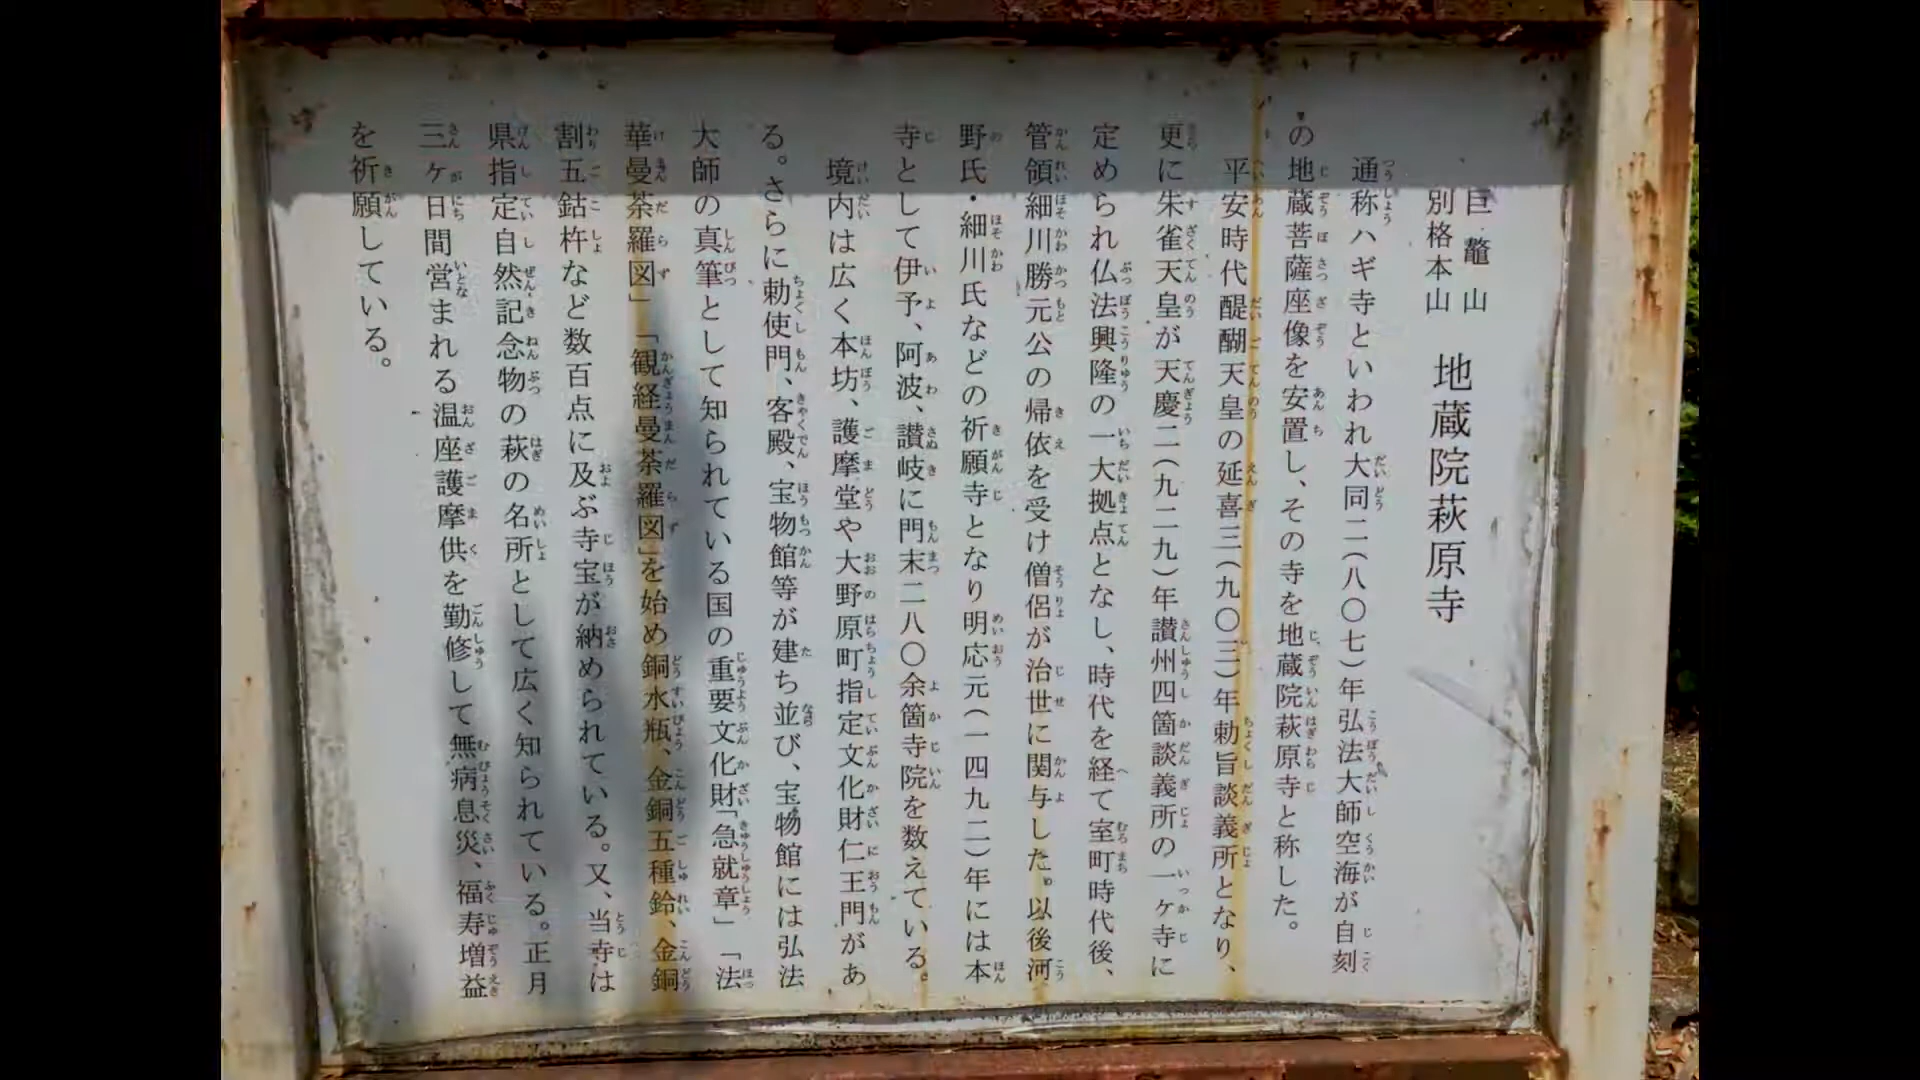 巨鼇山
別格本山
地蔵院萩原寺
通称ハギ寺といわれ大同二(八〇七)年弘法大師空海が自刻
の地蔵菩薩座像を安置し、その寺を地蔵院萩原寺と称した。
平安時代醍醐天皇の延喜三(九〇三)年勅旨談義所となり、
更に朱雀天皇が天慶二(九二九)年讃州四箇談義所の一ヶ寺に
定められ仏法興隆の一大拠点となし、時代を経て室町時代後、
管領細川勝元公の帰依を受け僧侶が治世に関与した。以後河
野氏・細川氏などの祈願寺となり明応元(一四九二)年には本
寺として伊予、阿波、讃岐に門末二八〇余箇寺院を数えている。
境内は広く本坊、護摩堂や大野原町指定文化財仁王門があ
る。さらに勅使門、客殿、宝物館等が建ち並び、宝物館には弘法
大師の真筆として知られている国の重要文化財「急就章」「法
華曼荼羅図」「観経曼荼羅図」を始め銅水瓶、金銅五種鈴、金銅
割五鈷杵など数百点に及ぶ寺宝が納められている。又、当寺は
県指定自然記念物の萩の名所として広く知られている。正月
三ヶ日間営まれる温座護摩供を勤修して無病息災、福寿増益
を祈願している。